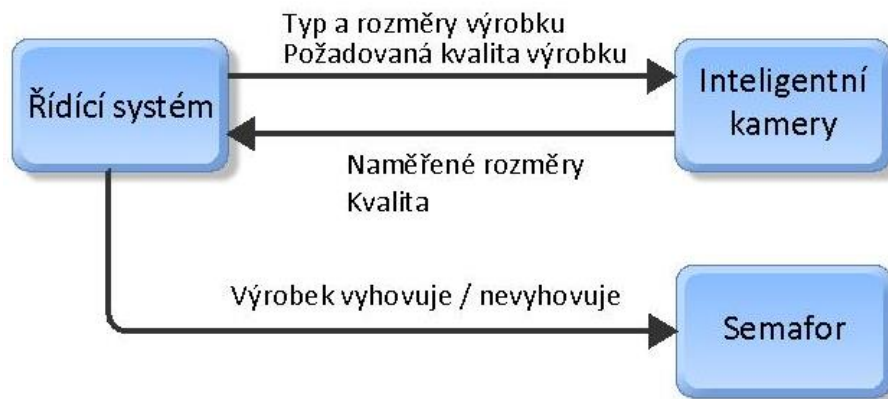 Typ a rozměry výrobku
Požadovaná kvalita výrobku
Řídící systém
Inteligentní
kamery
Naměřené rozměry
Kvalita
Výrobek vyhovuje / nevyhovuje
Semafor